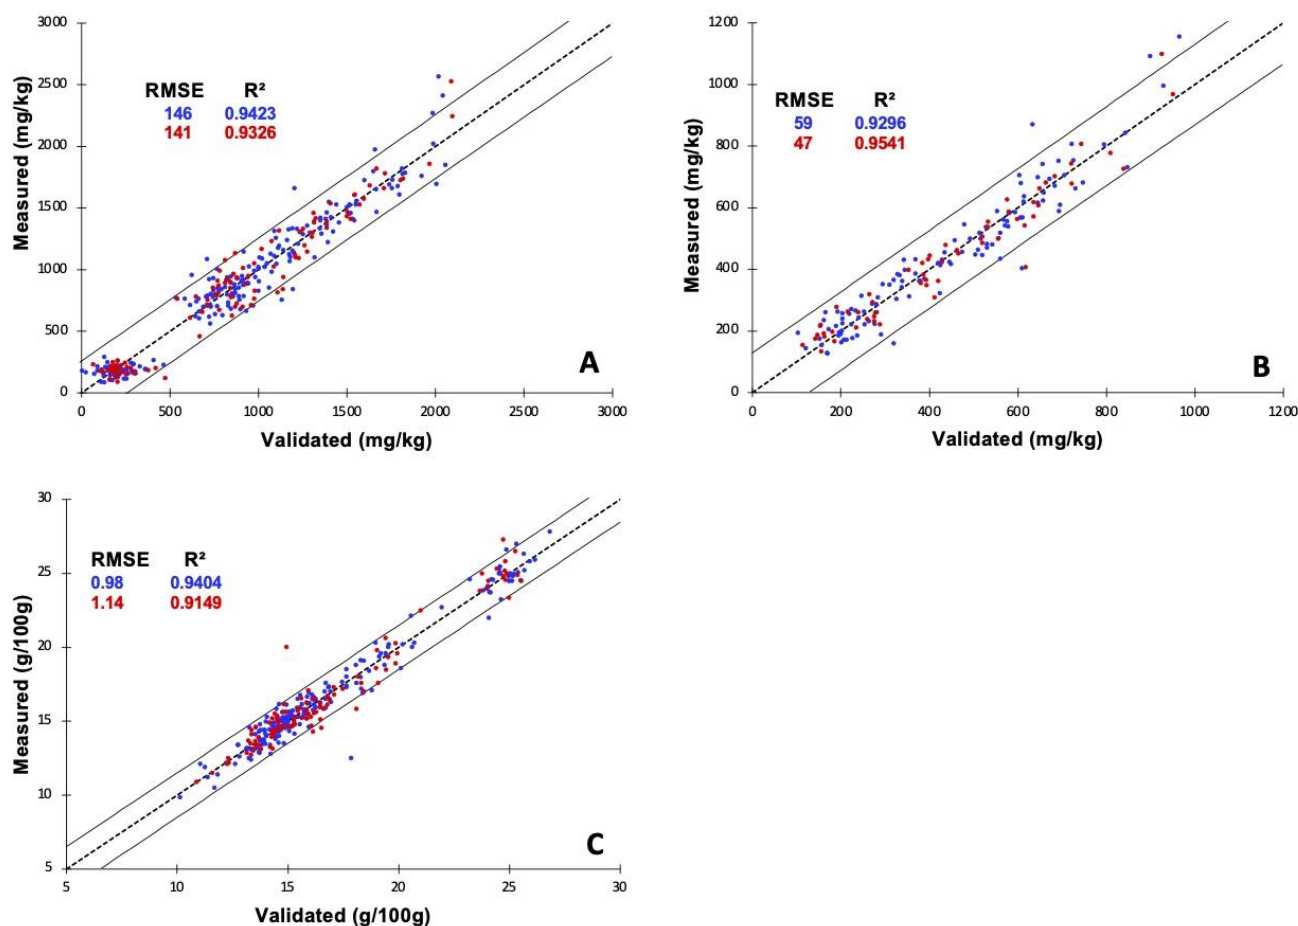 3000
2500
2000
1500
1000
500
0
Measured (mg/kg)
RMSE R²
146 0.9423
141 0.9326
A
0 500 1000 1500 2000 2500 3000
Validated (mg/kg)
1200
1000
800
600
400
200
0
Measured (mg/kg)
RMSE R²
59 0.9296
47 0.9541
B
0 200 400 600 800 1000 1200
Validated (mg/kg)
30
25
20
15
10
5
Measured (g/100g)
RMSE R²
0.98 0.9404
1.14 0.9149
C
5 10 15 20 25 30
Validated (g/100g)